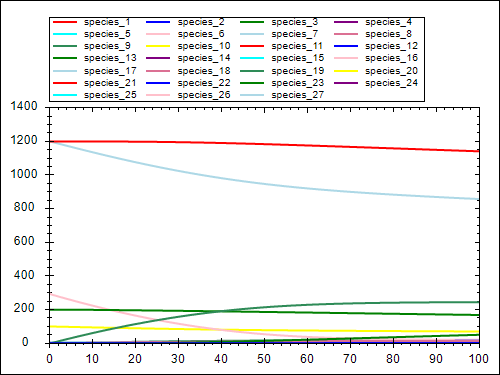 species_1 species_2 species_3 species_4
species_5 species_6 species_7 species_8
species_9 species_10 species_11 species_12
species_13 species_14 species_15 species_16
species_17 species_18 species_19 species_20
species_21 species_22 species_23 species_24
species_25 species_26 species_27
1400
1200
1000
800
600
400
200
0
0 10 20 30 40 50 60 70 80 90 100